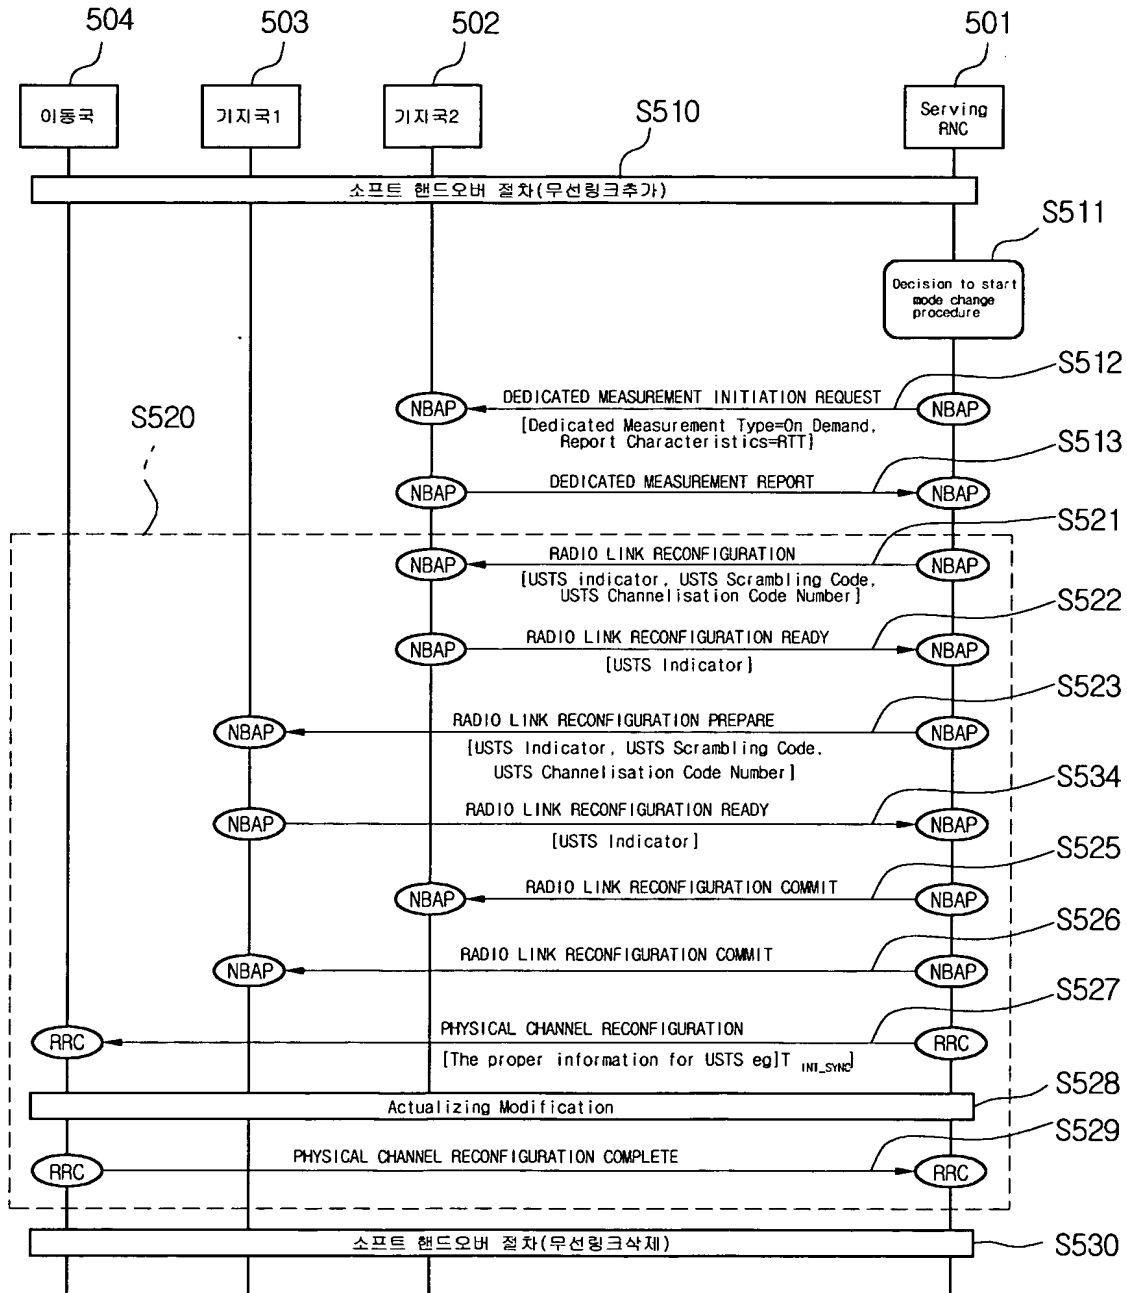 504
503
502
501
이동국
기지국1
기지국2
Serving
RNC
S510
소프트 핸드오버 절차(무선링크추가)
S511
Decision to start
mode change
procedure
S512
NBAP
DEDICATED MEASUREMENT INITIATION REQUEST
NBAP
[Dedicated Measurement Type=On Demand,
Report Characteristics=RTT]
S520
S513
NBAP
DEDICATED MEASUREMENT REPORT
NBAP
S521
NBAP
RADIO LINK RECONFIGURATION
NBAP
[USTS indicator, USTS Scrambling Code,
USTS Channelisation Code Number]
S522
NBAP
RADIO LINK RECONFIGURATION READY
NBAP
[USTS Indicator]
S523
NBAP
RADIO LINK RECONFIGURATION PREPARE
NBAP
[USTS Indicator, USTS Scrambling Code,
USTS Channelisation Code Number]
S534
NBAP
RADIO LINK RECONFIGURATION READY
NBAP
[USTS Indicator]
S525
NBAP
RADIO LINK RECONFIGURATION COMMIT
NBAP
S526
NBAP
RADIO LINK RECONFIGURATION COMMIT
NBAP
S527
RRC
PHYSICAL CHANNEL RECONFIGURATION
RRC
[The proper information for USTS eg]T INT_SYNC]
S528
Actualizing Modification
S529
RRC
PHYSICAL CHANNEL RECONFIGURATION COMPLETE
RRC
소프트 핸드오버 절차(무선링크삭제)
S530